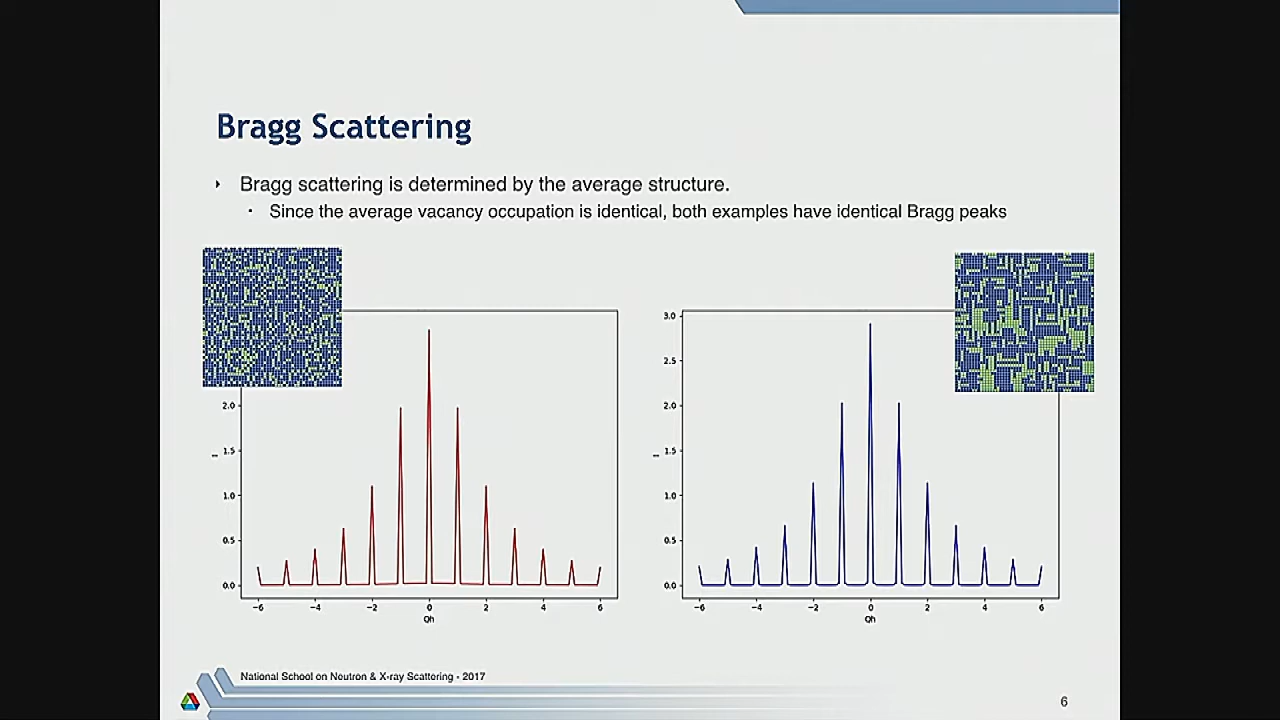 Bragg Scattering
Bragg scattering is determined by the average structure.
Since the average vacancy occupation is identical, both examples have identical Bragg peaks
2.0
1.5
1.0
0.5
0.0
−6 −4 −2 0 2 4 6
Qh
3.0
2.5
2.0
1.5
1.0
0.5
0.0
−6 −4 −2 0 2 4 6
Qh
National School on Neutron & X-ray Scattering - 2017
6